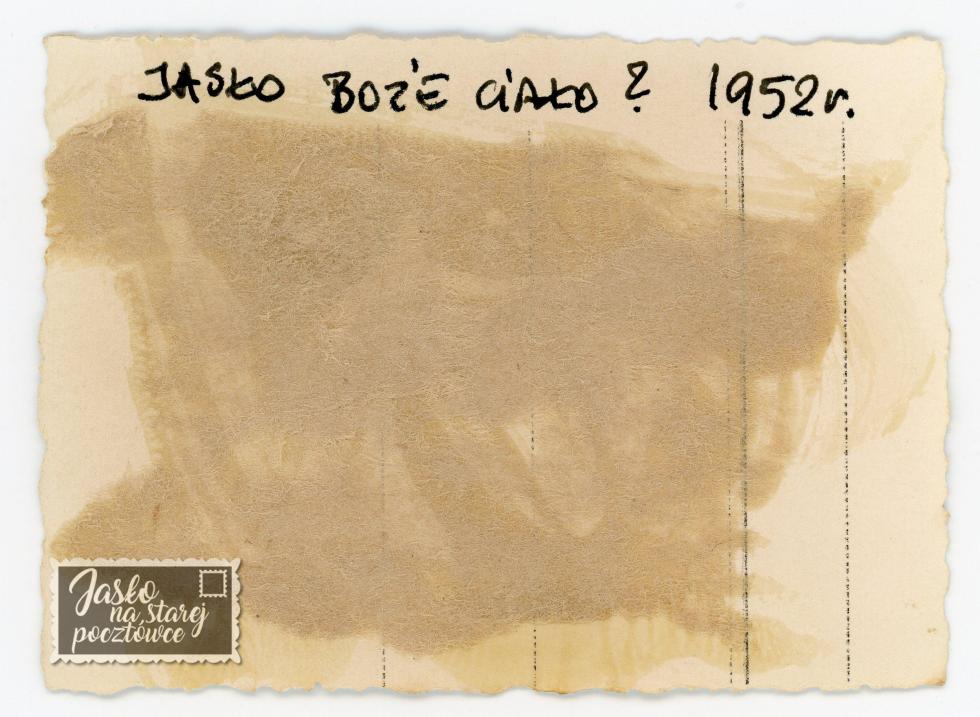 JASŁO BOŻE CIAŁO? 1952r.
Jasło
na starej
pocztówce